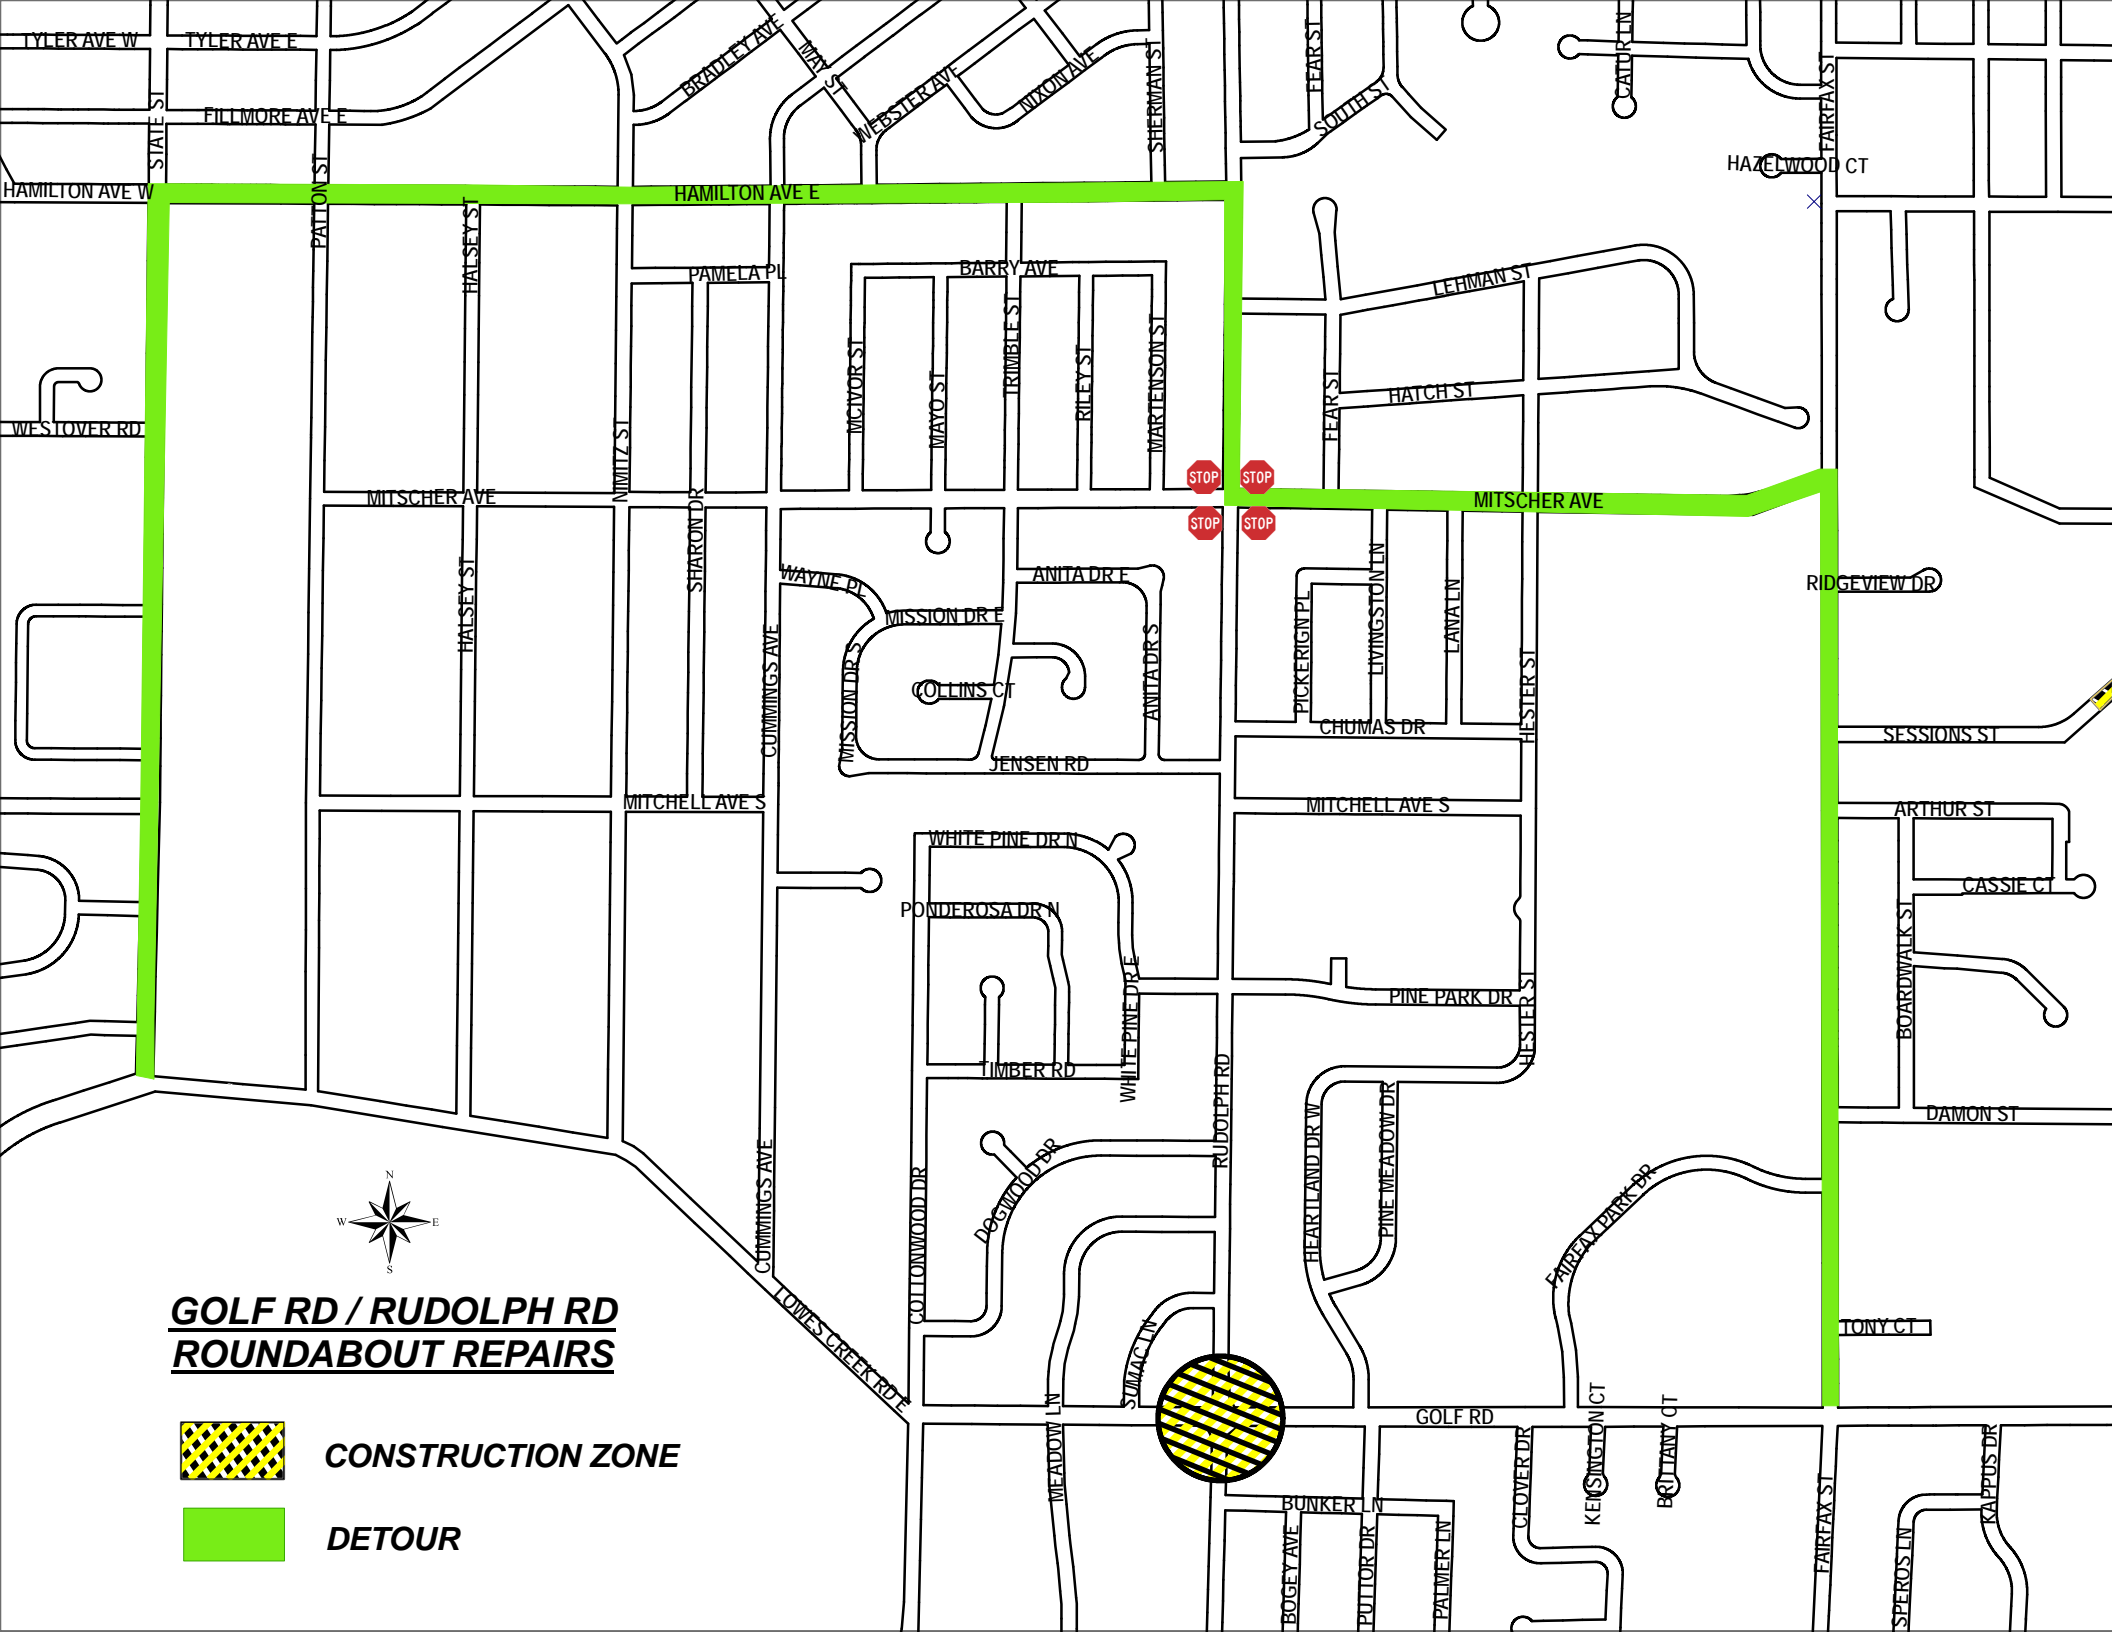 TYLER AVE W
TYLER AVE E
STATE ST
FILLMORE AVE E
BRADLEY AVE
MAY ST
WEBSTER AVE
NIXON AVE
SHERMAN ST
FEAR ST
SOUTH ST
CATUR LN
FAIRFAX ST
HAZELWOOD CT
HAMILTON AVE W
PATTON ST
HALSEY ST
HAMILTON AVE E
PAMELA PL
BARRY AVE
LEHMAN ST
MCIVOR ST
MAYO ST
TRIMBLE ST
RILEY ST
MARTENSON ST
FEAR ST
HATCH ST
WESTOVER RD
NIMITZ ST
STOP
STOP
MITSCHER AVE
MITSCHER AVE
STOP
STOP
SHARON DR
HALSEY ST
WAYNE PL
ANITA DR E
MISSION DR E
RIDGEVIEW DR
PICKERIGN PL
LIVINGSTON LN
LANA LN
CUMMINGS AVE
MISSION DR S
COLLINS CT
ANITA DR S
HESTER ST
CHUMAS DR
SESSIONS ST
JENSEN RD
MITCHELL AVE S
MITCHELL AVE S
ARTHUR ST
WHITE PINE DR N
CASSIE CT
PONDEROSA DR N
BOARDWALK ST
WHITE PINE DR E
PINE PARK DR
HESTER ST
TIMBER RD
RUDOLPH RD
DAMON ST
HEARTLAND DR W
PINE MEADOW DR
CUMMINGS AVE
COTTONWOOD DR
DOGWOOD DR
FAIRFAX PARK DR
N
W
E
S
GOLF RD / RUDOLPH RD
ROUNDABOUT REPAIRS
LOWES CREEK RD E
SUMAC LN
TONY CT
MEADOW LN
GOLF RD
KENSINGTON CT
BRITTANY CT
CLOVER DR
KAPPUS DR
FAIRFAX ST
CONSTRUCTION ZONE
BUNKER LN
BOGEY AVE
PUTTOR DR
PALMER LN
SPEROS LN
DETOUR